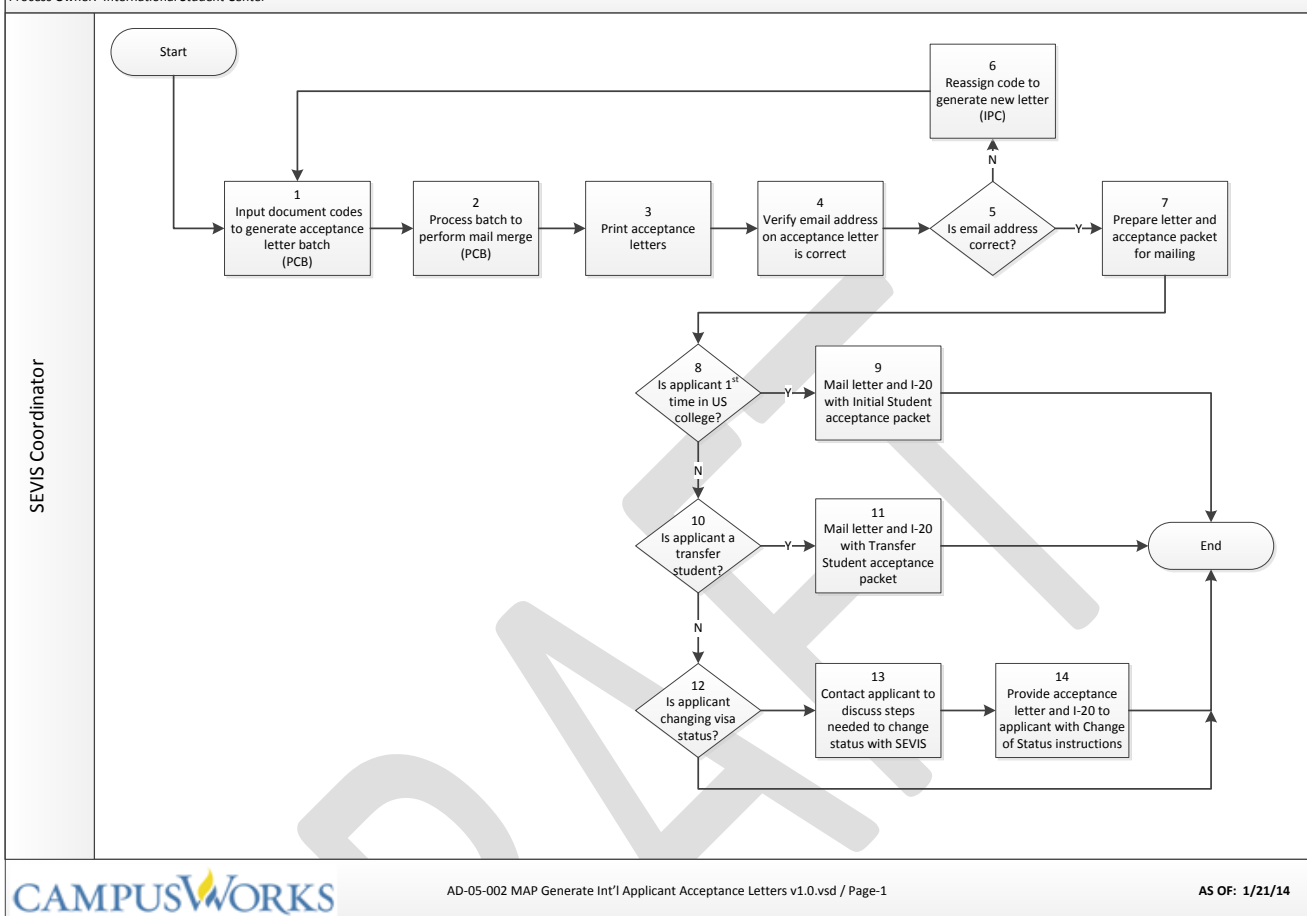 Process Owner: International Student Center
Start
6
Reassign code to
generate new letter
(IPC)
N
1
Input document codes
to generate acceptance
letter batch
(PCB)
2
Process batch to
perform mail merge
(PCB)
3
Print acceptance
letters
4
Verify email address
on acceptance letter
is correct
5
Is email address
correct?
Y
7
Prepare letter and
acceptance packet
for mailing
SEVIS Coordinator
8
Is applicant 1st
time in US
college?
Y
9
Mail letter and I-20
with Initial Student
acceptance packet
N
10
Is applicant a
transfer
student?
Y
11
Mail letter and I-20
with Transfer
Student acceptance
packet
End
N
12
Is applicant
changing visa
status?
13
Contact applicant to
discuss steps
needed to change
status with SEVIS
14
Provide acceptance
letter and I-20 to
applicant with Change
of Status instructions
DRAFT
CAMPUSWORKS
AD-05-002 MAP Generate Int’l Applicant Acceptance Letters v1.0.vsd / Page-1
AS OF: 1/21/14